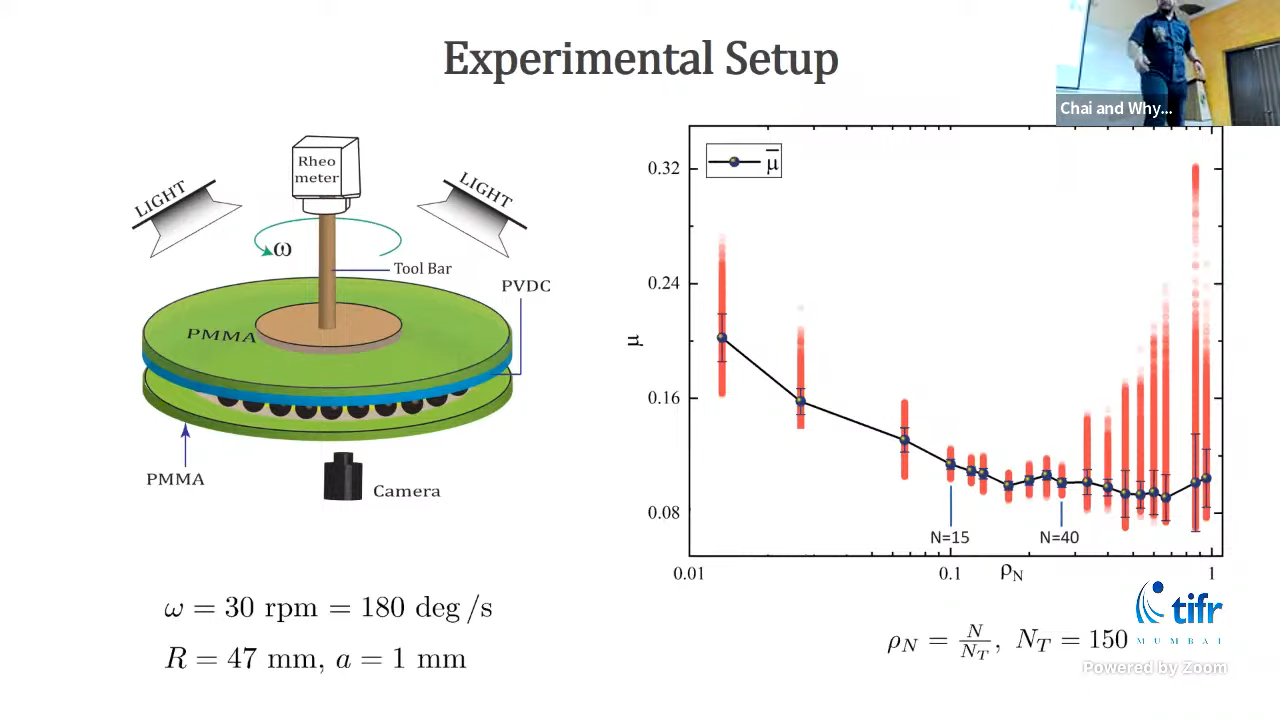 Experimental Setup
Chai and Why...
Rheo
meter
LIGHT
LIGHT
ω
Tool Bar
PVDC
PMMA
PMMA
Camera
ω = 30 rpm = 180 deg/s
R = 47 mm, a = 1 mm
μ̅
0.32
0.24
μ
0.16
0.08
N=15
N=40
0.01
0.1
ρN
1
ρN = N/NT, NT = 150
tifr
MUMBAI
Powered by Zoom